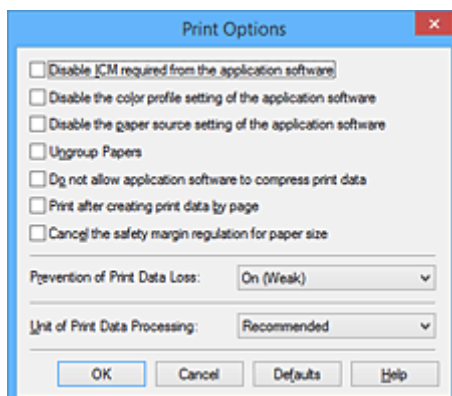 Print Options
Disable ICM required from the application software
Disable the color profile setting of the application software
Disable the paper source setting of the application software
Ungroup Papers
Do not allow application software to compress print data
Print after creating print data by page
Cancel the safety margin regulation for paper size
Prevention of Print Data Loss: On (Weak)
Unit of Print Data Processing: Recommended
OK Cancel Defaults Help